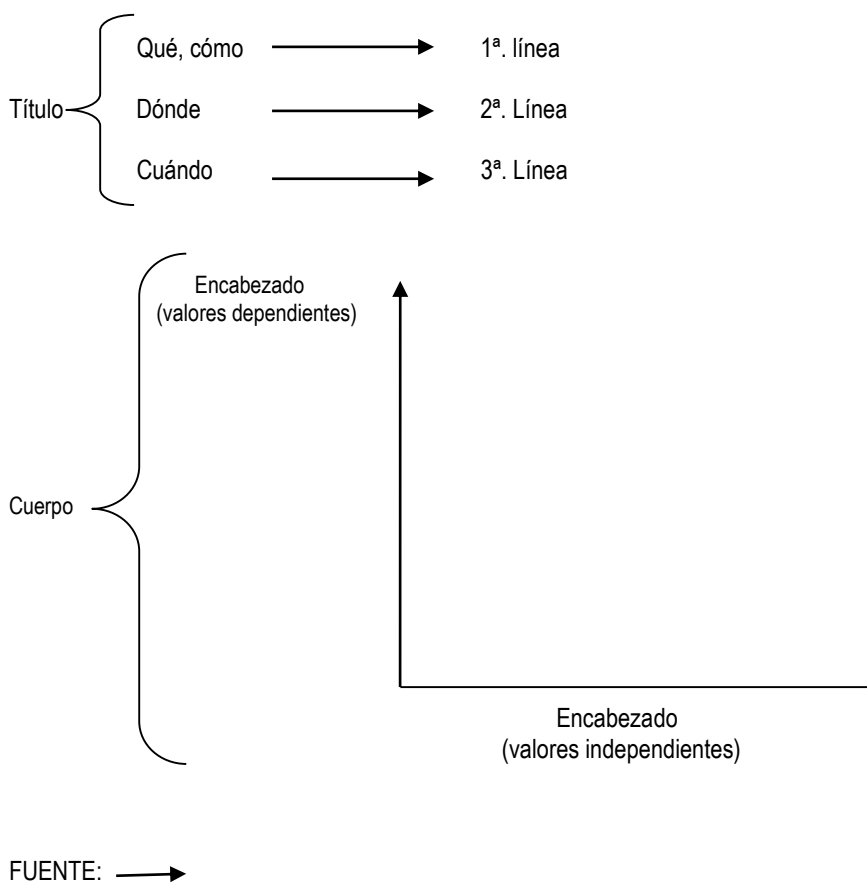 Qué, cómo 1ª. línea
Título Dónde 2ª. Línea
Cuándo 3ª. Línea
Encabezado
(valores dependientes)
Cuerpo
Encabezado
(valores independientes)
FUENTE: